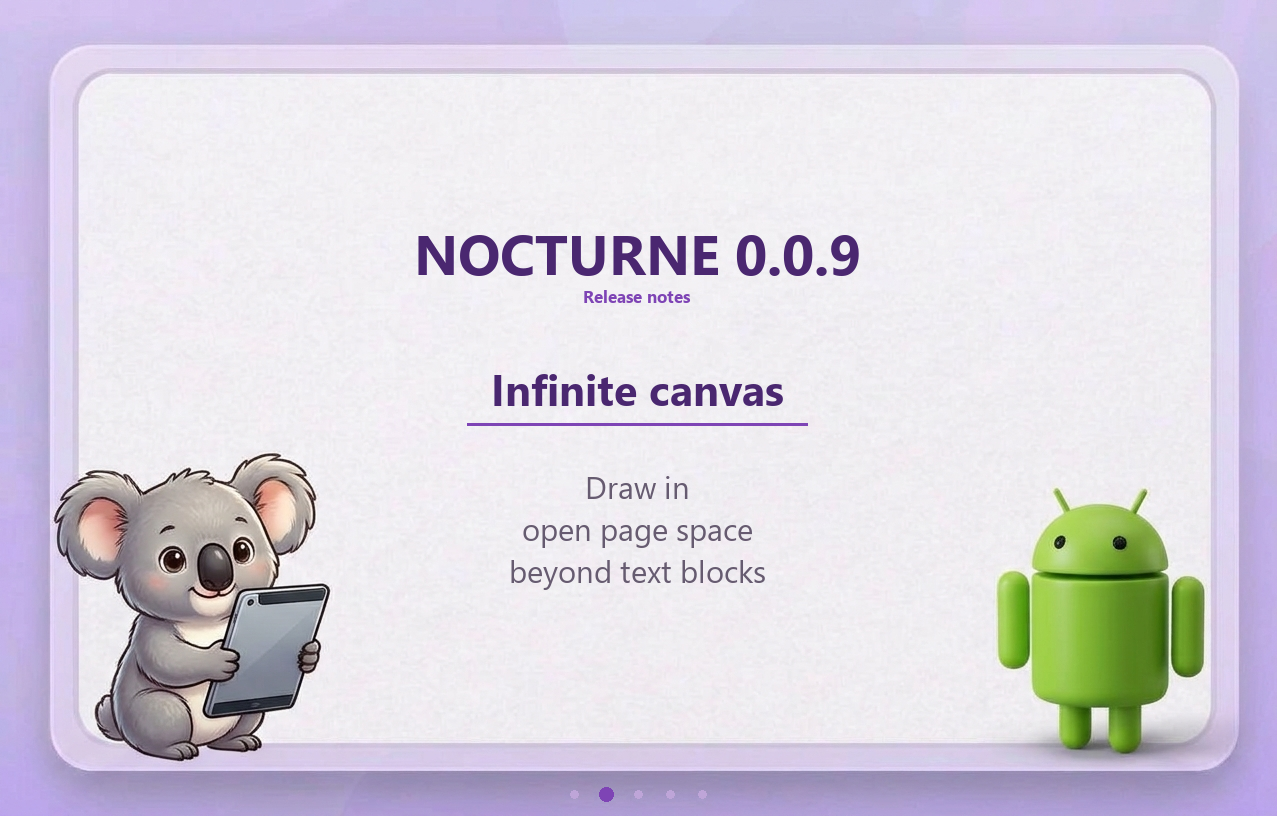 NOCTURNE 0.0.9
Release notes
Infinite canvas
Draw in
open page space
beyond text blocks